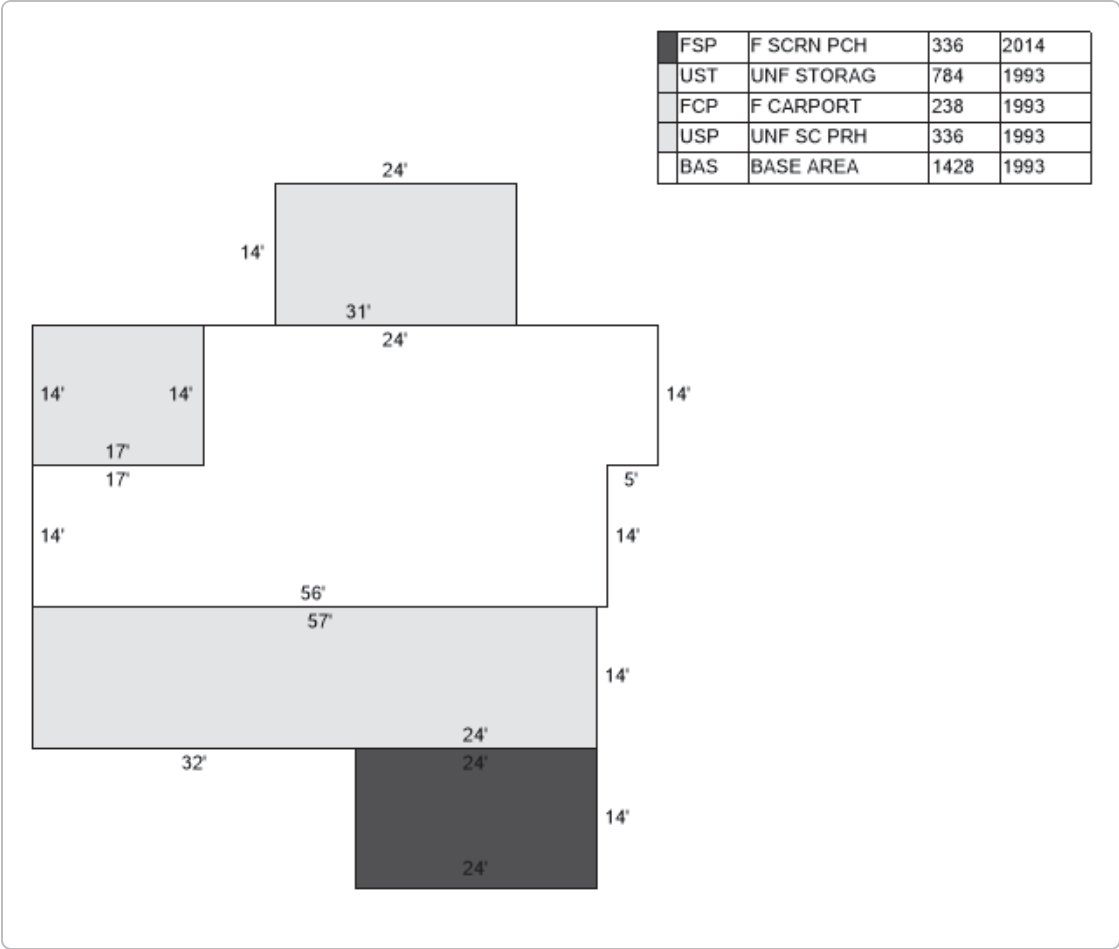 FSP F SCRN PCH 336 2014
UST UNF STORAG 784 1993
FCP F CARPORT 238 1993
USP UNF SC PRH 336 1993
BAS BASE AREA 1428 1993
24'
14'
31'
24'
14' 14' 14'
17'
17' 5'
14' 14'
56'
57'
14'
24'
32' 24'
14'
24'